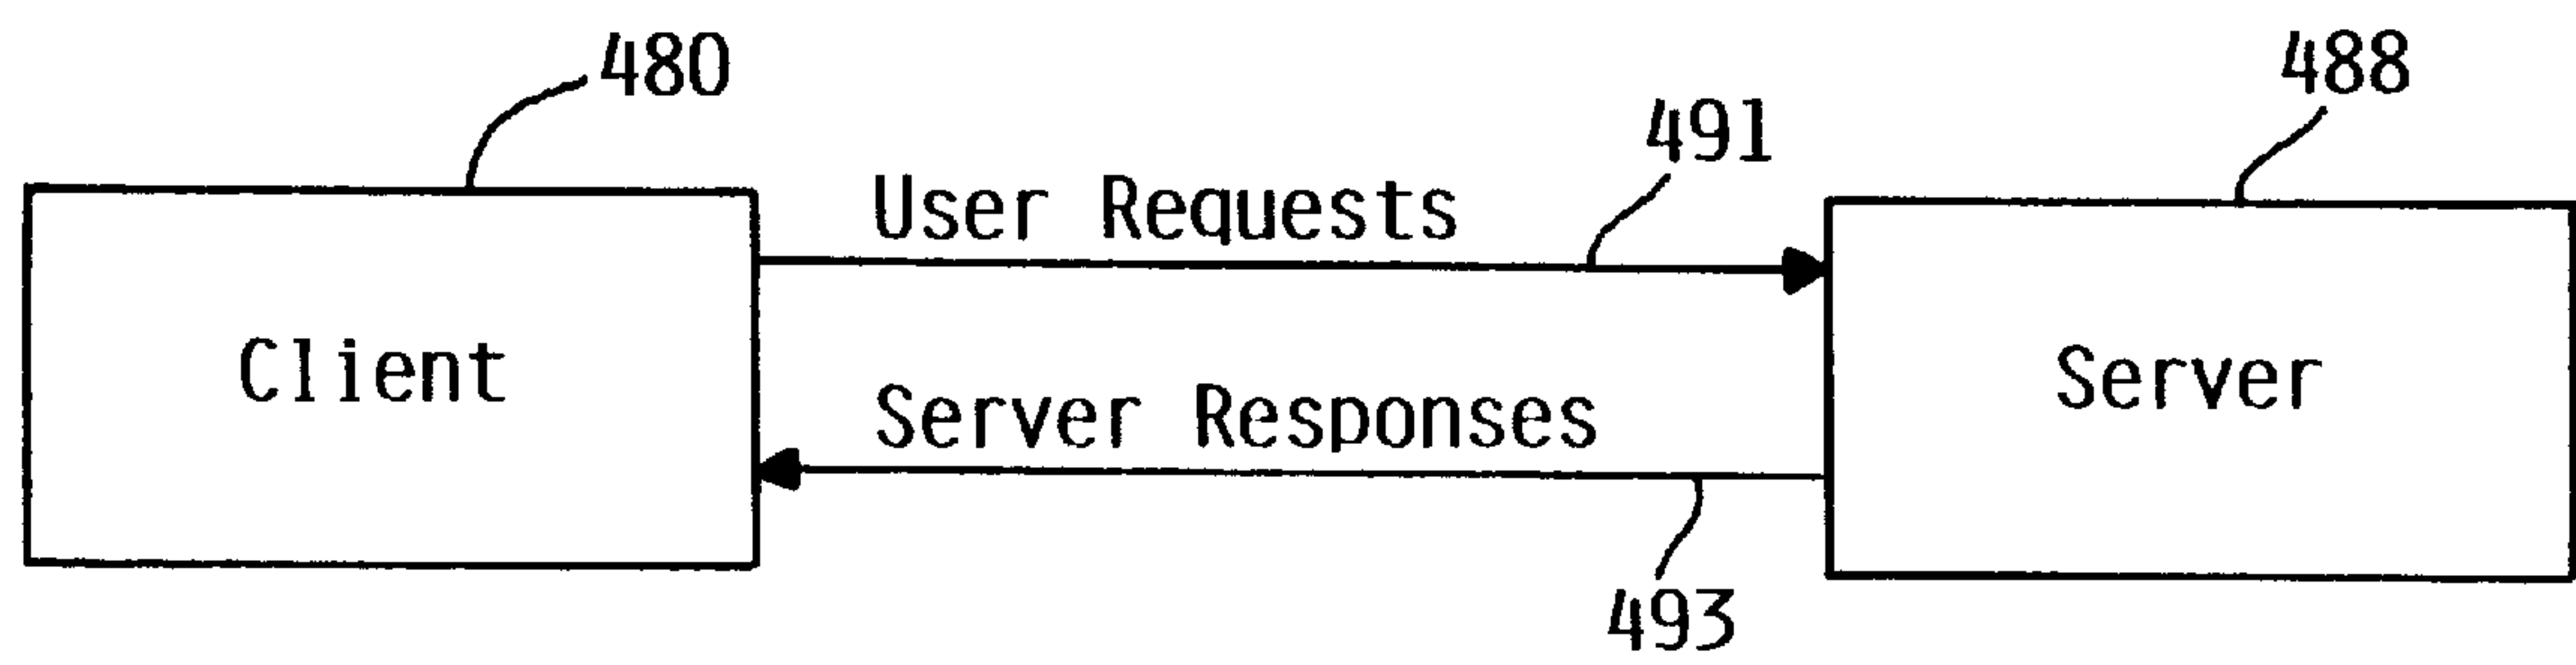 480
488
491
User Requests
Client
Server
Server Responses
493